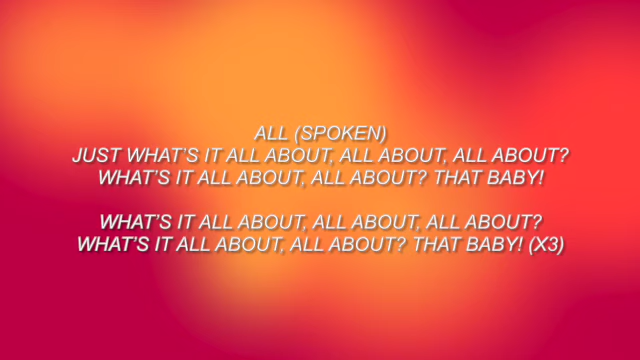 ALL (SPOKEN)
JUST WHAT'S IT ALL ABOUT, ALL ABOUT, ALL ABOUT?
WHAT'S IT ALL ABOUT, ALL ABOUT? THAT BABY!
WHAT'S IT ALL ABOUT, ALL ABOUT, ALL ABOUT?
WHAT'S IT ALL ABOUT, ALL ABOUT? THAT BABY! (X3)